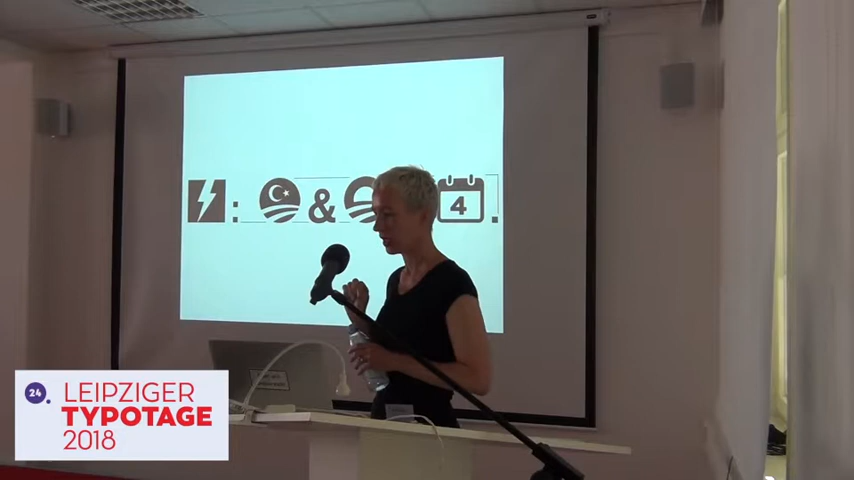 : & 4.
24.
LEIPZIGER
TYPOTAGE
2018